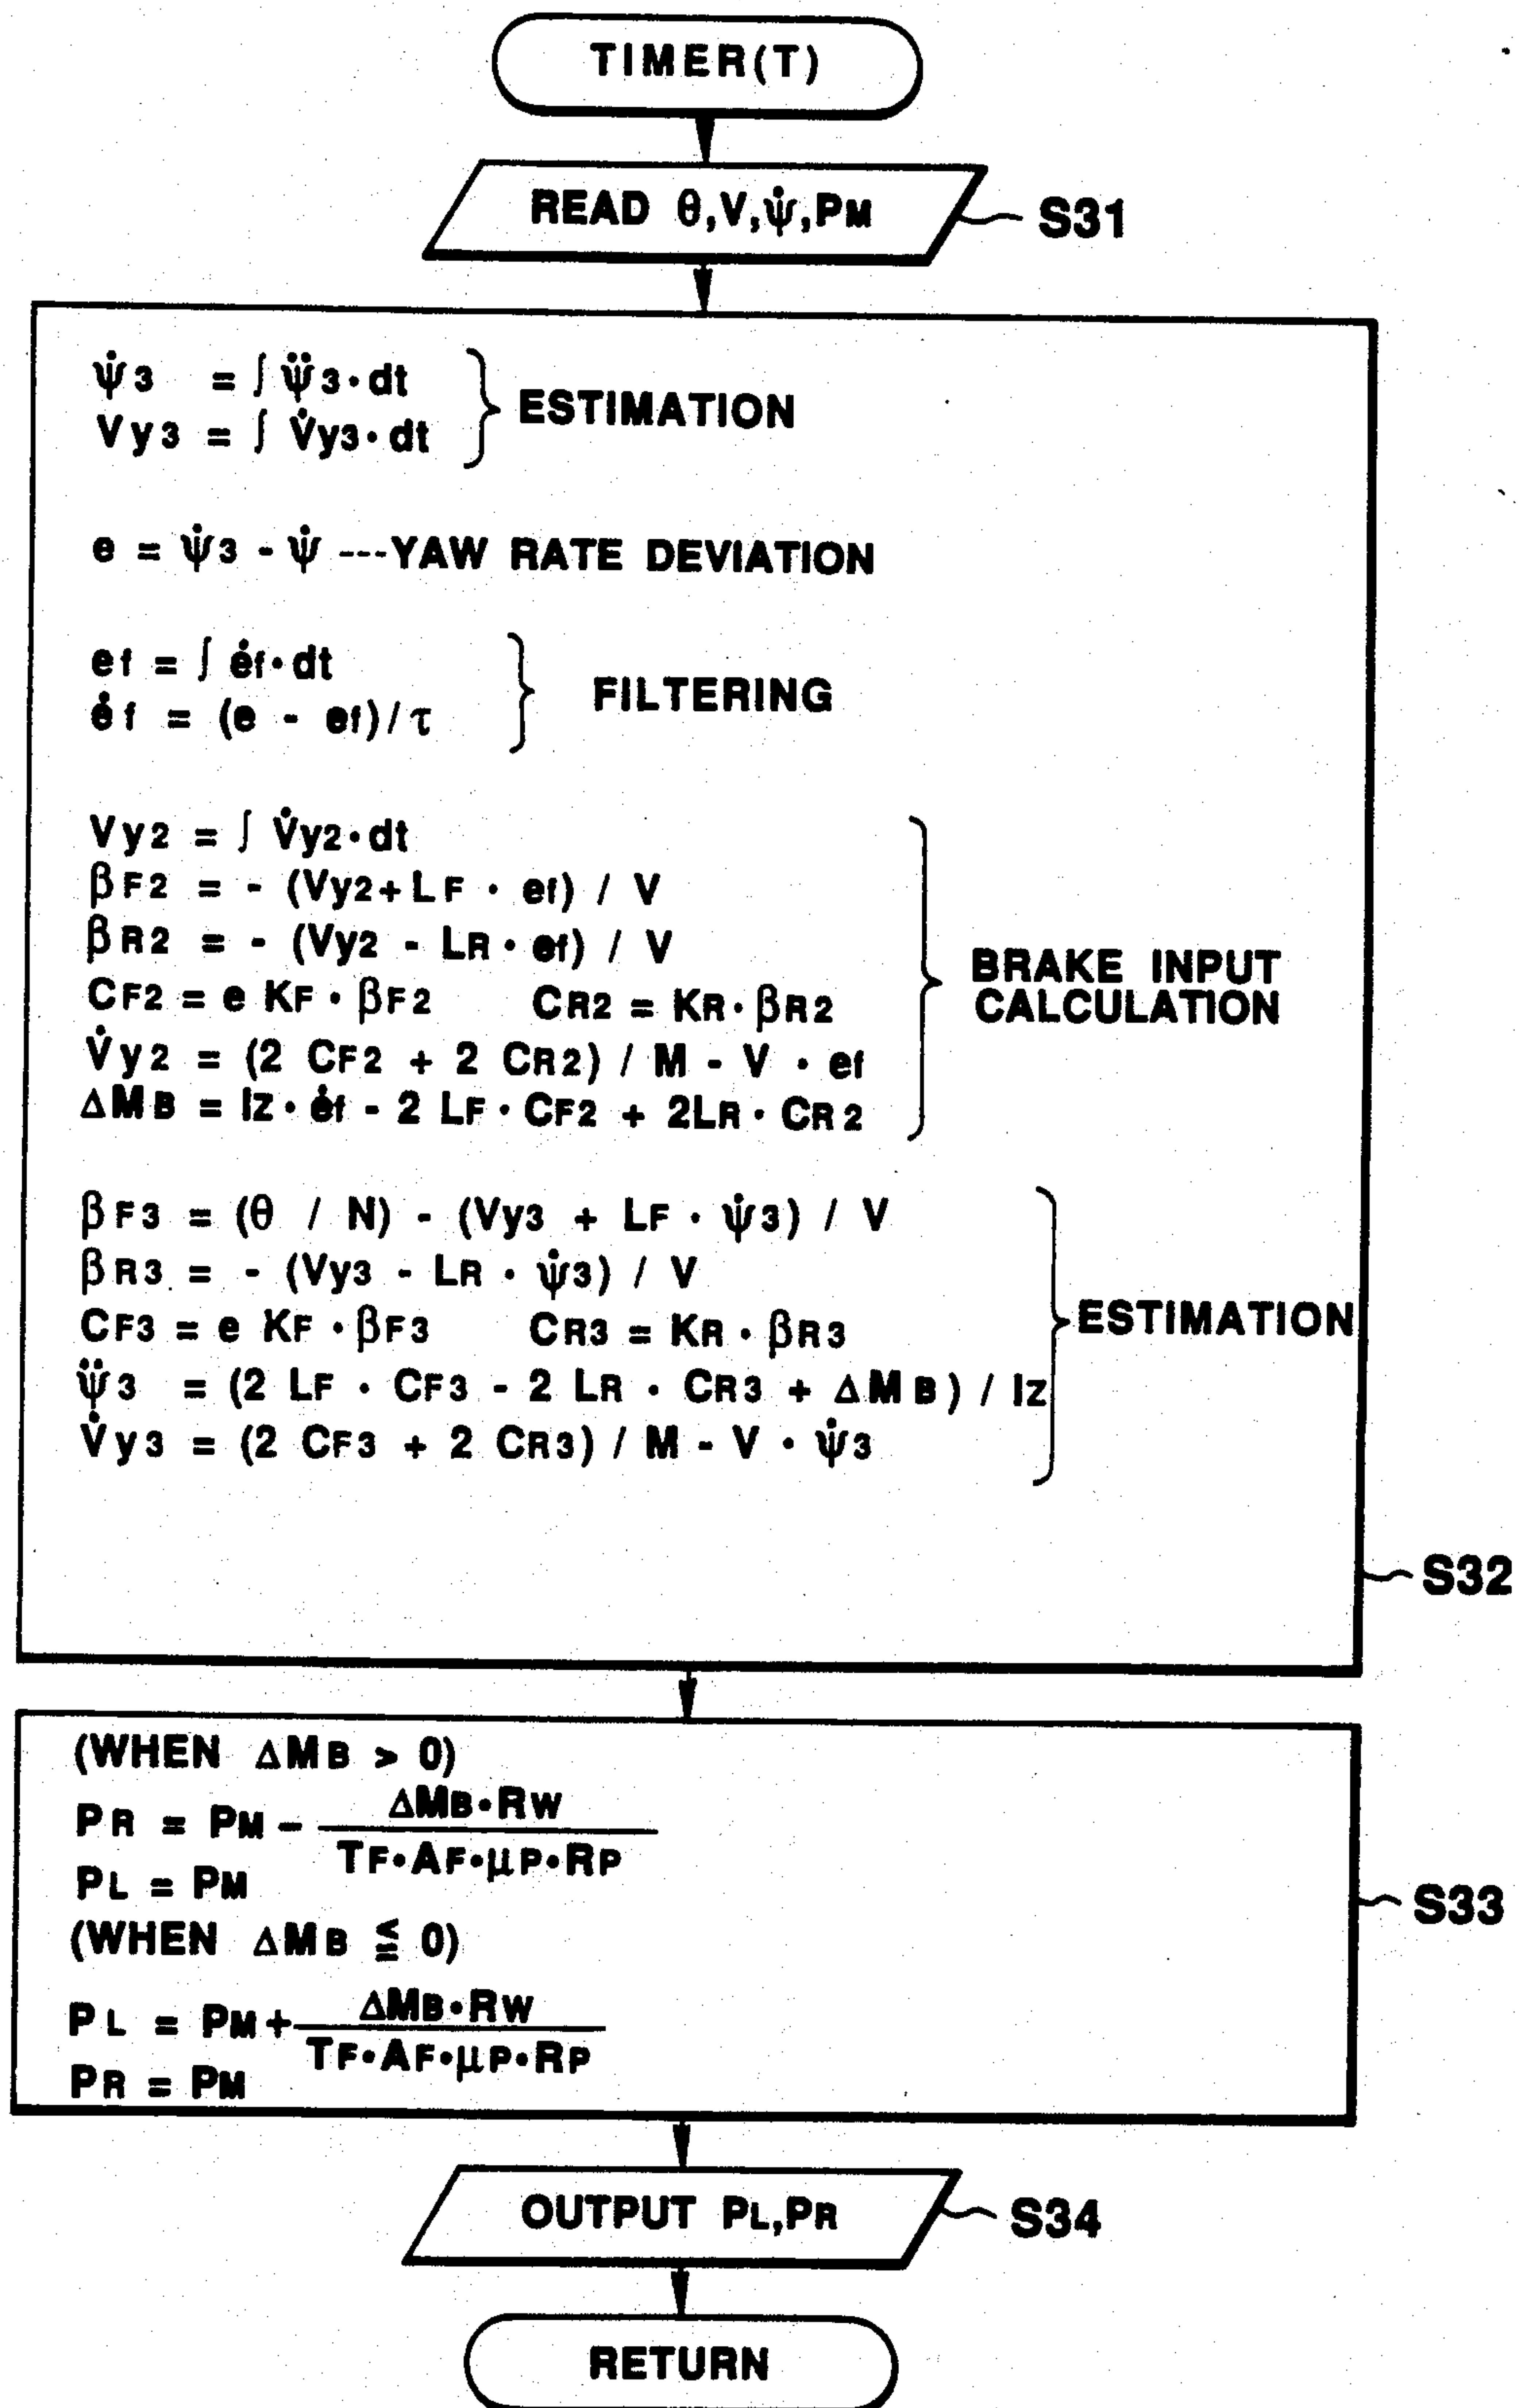 TIMER(T)
READ θ,V,ψ̇,PM
S31
ψ̇3 = ∫ ψ̈3·dt
Vy3 = ∫ V̇y3·dt
ESTIMATION
e = ψ̇3 - ψ̇ ---YAW RATE DEVIATION
ef = ∫ ėf·dt
ėf = (e - ef)/τ
FILTERING
Vy2 = ∫ V̇y2·dt
βF2 = - (Vy2+LF · ef) / V
βR2 = - (Vy2 - LR · ef) / V
CF2 = e KF · βF2 CR2 = KR · βR2
V̇y2 = (2 CF2 + 2 CR2) / M - V · ef
ΔMB = Iz · ėf - 2 LF · CF2 + 2LR · CR2
BRAKE INPUT
CALCULATION
βF3 = (θ / N) - (Vy3 + LF · ψ̇3) / V
βR3 = - (Vy3 - LR · ψ̇3) / V
CF3 = e KF · βF3 CR3 = KR · βR3
ψ̈3 = (2 LF · CF3 - 2 LR · CR3 + ΔMB) / Iz
V̇y3 = (2 CF3 + 2 CR3) / M - V · ψ̇3
ESTIMATION
S32
(WHEN ΔMB > 0)
PR = PM - ΔMB·RW
TF·AF·μP·RP
PL = PM
(WHEN ΔMB ≦ 0)
PL = PM + ΔMB·RW
TF·AF·μP·RP
PR = PM
S33
OUTPUT PL,PR
S34
RETURN